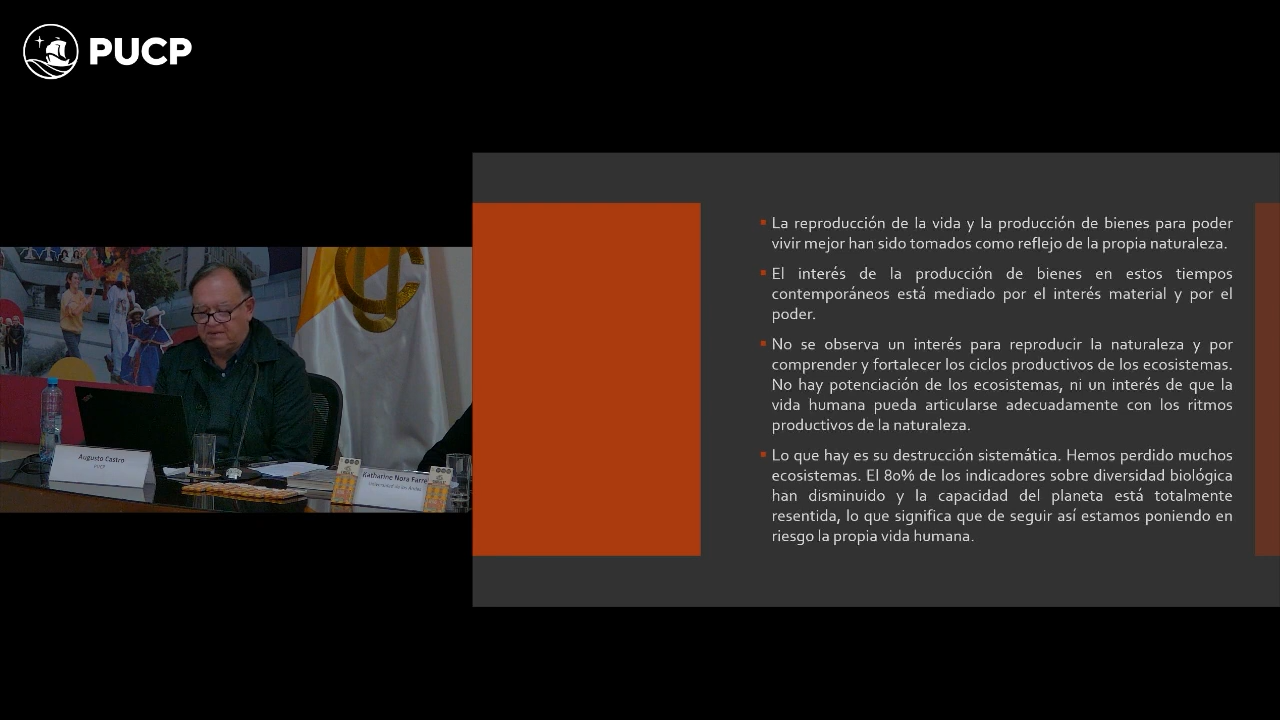 PUCP
La reproducción de la vida y la producción de bienes para poder
vivir mejor han sido tomados como reflejo de la propia naturaleza.
El interés de la producción de bienes en estos tiempos
contemporáneos está mediado por el interés material y por el
poder.
No se observa un interés para reproducir la naturaleza y por
comprender y fortalecer los ciclos productivos de los ecosistemas.
No hay potenciación de los ecosistemas, ni un interés de que la
vida humana pueda articularse adecuadamente con los ritmos
productivos de la naturaleza.
Lo que hay es su destrucción sistemática. Hemos perdido muchos
ecosistemas. El 80% de los indicadores sobre diversidad biológica
han disminuido y la capacidad del planeta está totalmente
resentida, lo que significa que de seguir así estamos poniendo en
riesgo la propia vida humana.
Augusto Castro
PUCP
Katharine Nora Farre